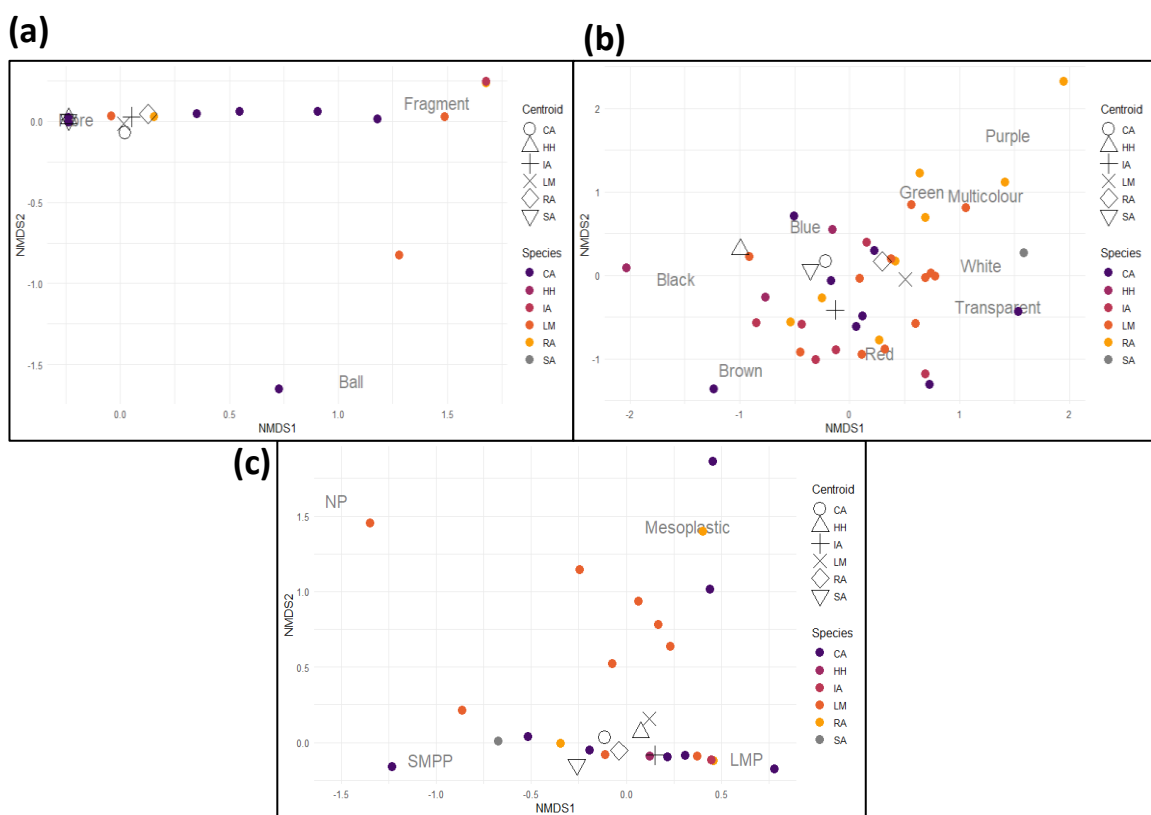 (a)
Fragment
Ball
0.0
-0.5
-1.0
-1.5
NMDS2
0.0
0.5
1.0
1.5
NMDS1
Centroid
CA
HH
IA
LM
RA
SA
Species
CA
HH
IA
LM
RA
SA
(b)
Purple
Green
Multicolour
Blue
White
Black
Transparent
Red
Brown
2
1
0
-1
NMDS2
-2
-1
0
1
2
NMDS1
Centroid
CA
HH
IA
LM
RA
SA
Species
CA
HH
IA
LM
RA
SA
(c)
NP
Mesoplastic
SMPP
LMP
1.5
1.0
0.5
0.0
NMDS2
-1.5
-1.0
-0.5
0.0
0.5
NMDS1
Centroid
CA
HH
IA
LM
RA
SA
Species
CA
HH
IA
LM
RA
SA